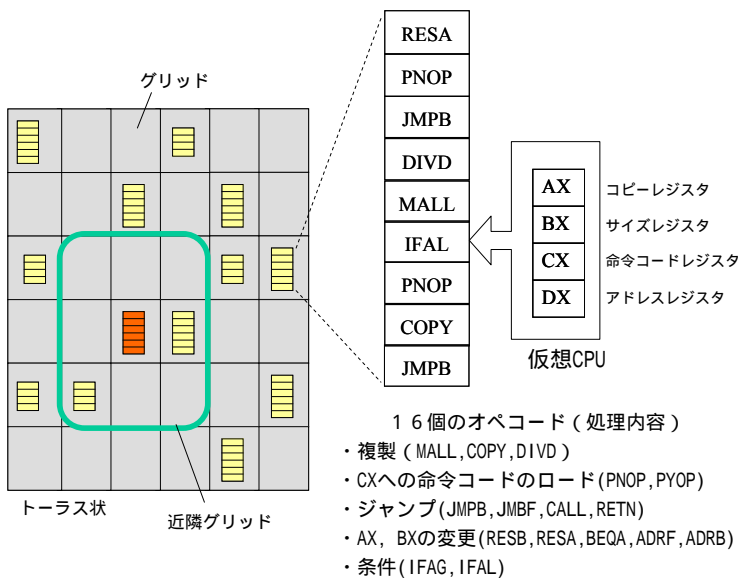 グリッド
トーラス状
近隣グリッド
RESA
PNOP
JMPB
DIVD
MALL
IFAL
PNOP
COPY
JMPB
AX コピーレジスタ
BX サイズレジスタ
CX 命令コードレジスタ
DX アドレスレジスタ
仮想CPU
１６個のオペコード（処理内容）
・複製（MALL,COPY,DIVD）
・CXへの命令コードのロード(PNOP,PYOP)
・ジャンプ(JMPB,JMBF,CALL,RETN)
・AX，BXの変更(RESB,RESA,BEQA,ADRF,ADRB)
・条件(IFAG,IFAL)